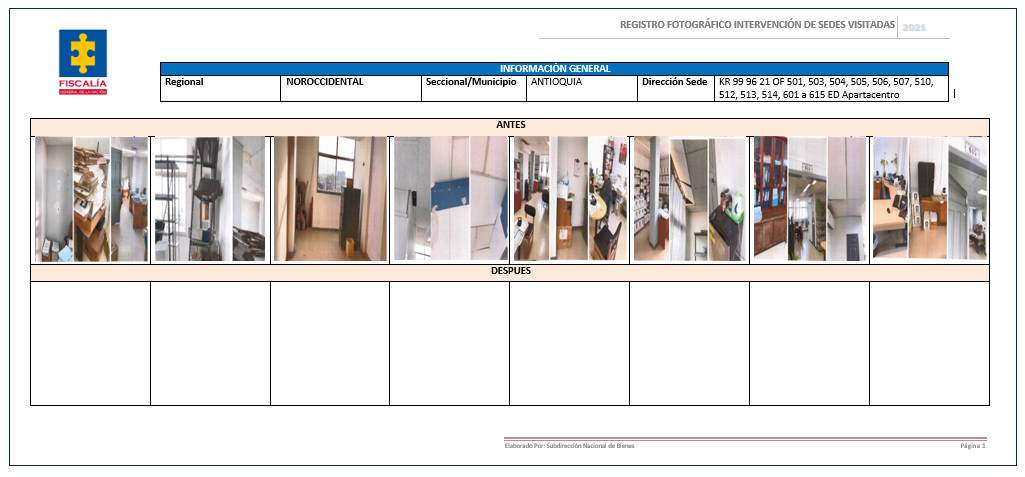 REGISTRO FOTOGRÁFICO INTERVENCIÓN DE SEDES VISITADAS 2021
FISCALÍA
GENERAL DE LA NACIÓN
INFORMACIÓN GENERAL
Regional NOROCCIDENTAL Seccional/Municipio ANTIOQUIA Dirección Sede KR 99 96 21 OF 501, 503, 504, 505, 506, 507, 510,
512, 513, 514, 601 a 615 ED Apartacentro
ANTES
DESPUES
Elaborado Por: Subdirección Nacional de Bienes Página 1